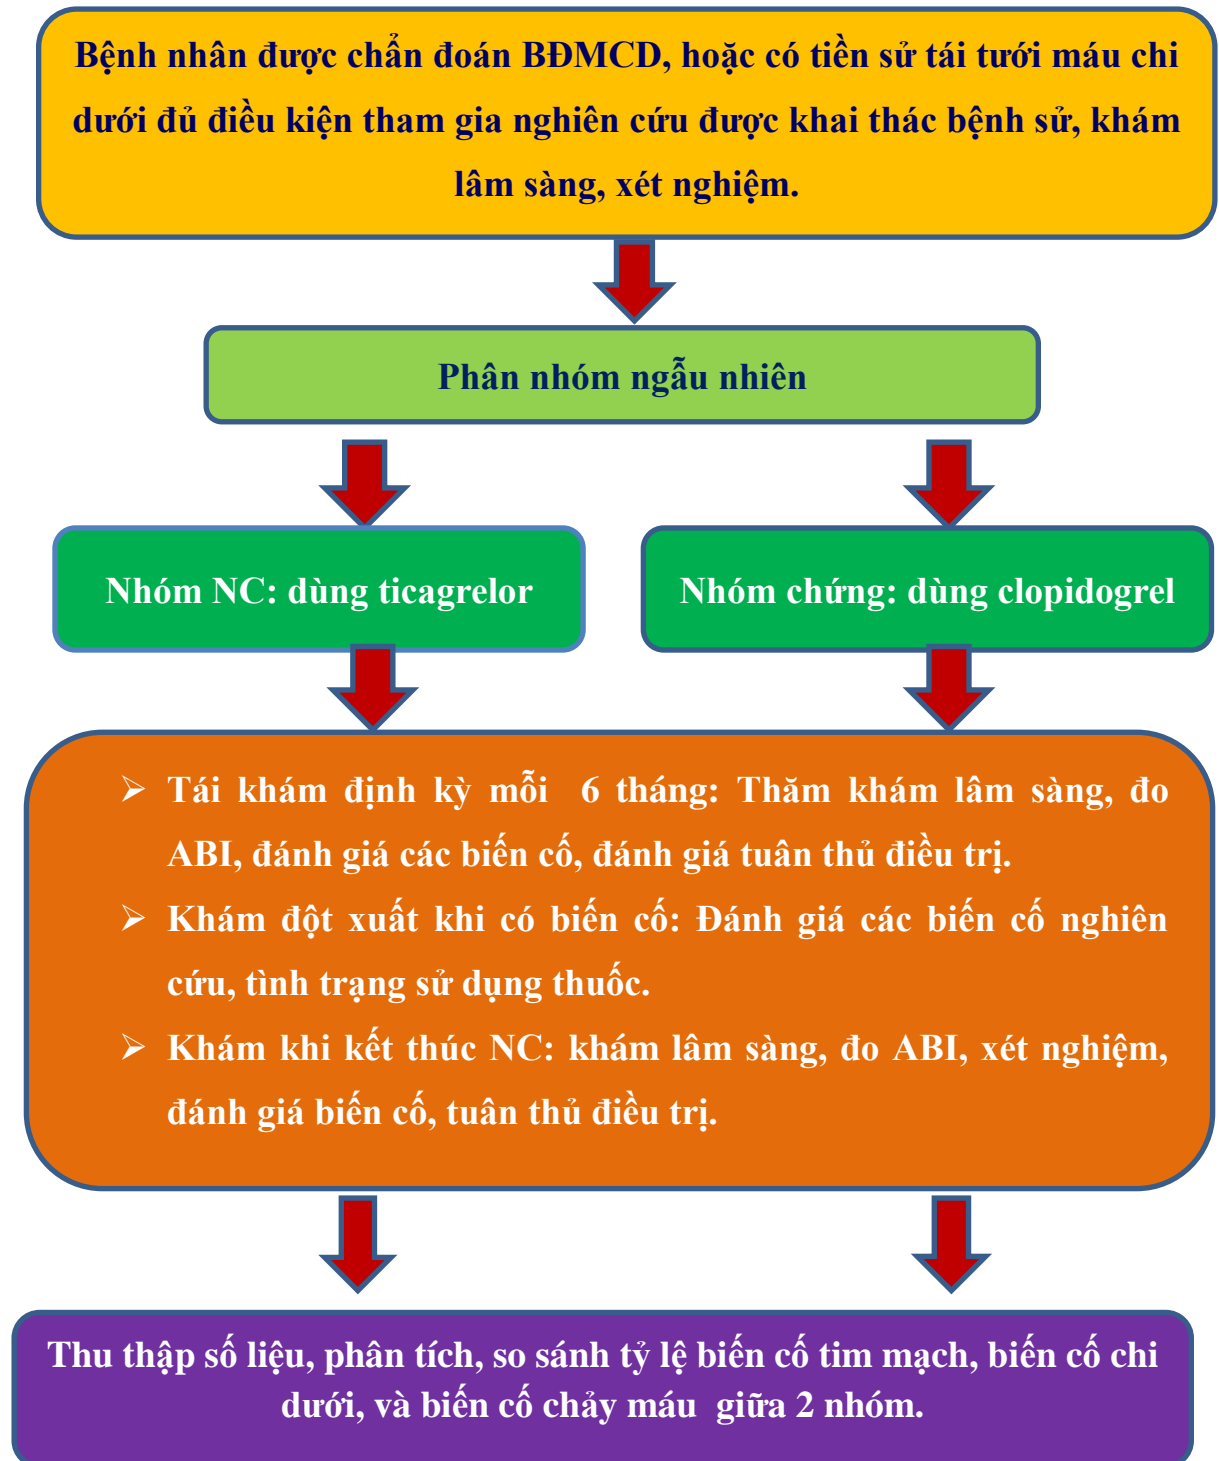 Bệnh nhân được chẩn đoán BĐMCD, hoặc có tiền sử tái tưới máu chi
dưới đủ điều kiện tham gia nghiên cứu được khai thác bệnh sử, khám
lâm sàng, xét nghiệm.
Phân nhóm ngẫu nhiên
Nhóm NC: dùng ticagrelor
Nhóm chứng: dùng clopidogrel
➢ Tái khám định kỳ mỗi 6 tháng: Thăm khám lâm sàng, đo
ABI, đánh giá các biến cố, đánh giá tuân thủ điều trị.
➢ Khám đột xuất khi có biến cố: Đánh giá các biến cố nghiên
cứu, tình trạng sử dụng thuốc.
➢ Khám khi kết thúc NC: khám lâm sàng, đo ABI, xét nghiệm,
đánh giá biến cố, tuân thủ điều trị.
Thu thập số liệu, phân tích, so sánh tỷ lệ biến cố tim mạch, biến cố chi
dưới, và biến cố chảy máu giữa 2 nhóm.